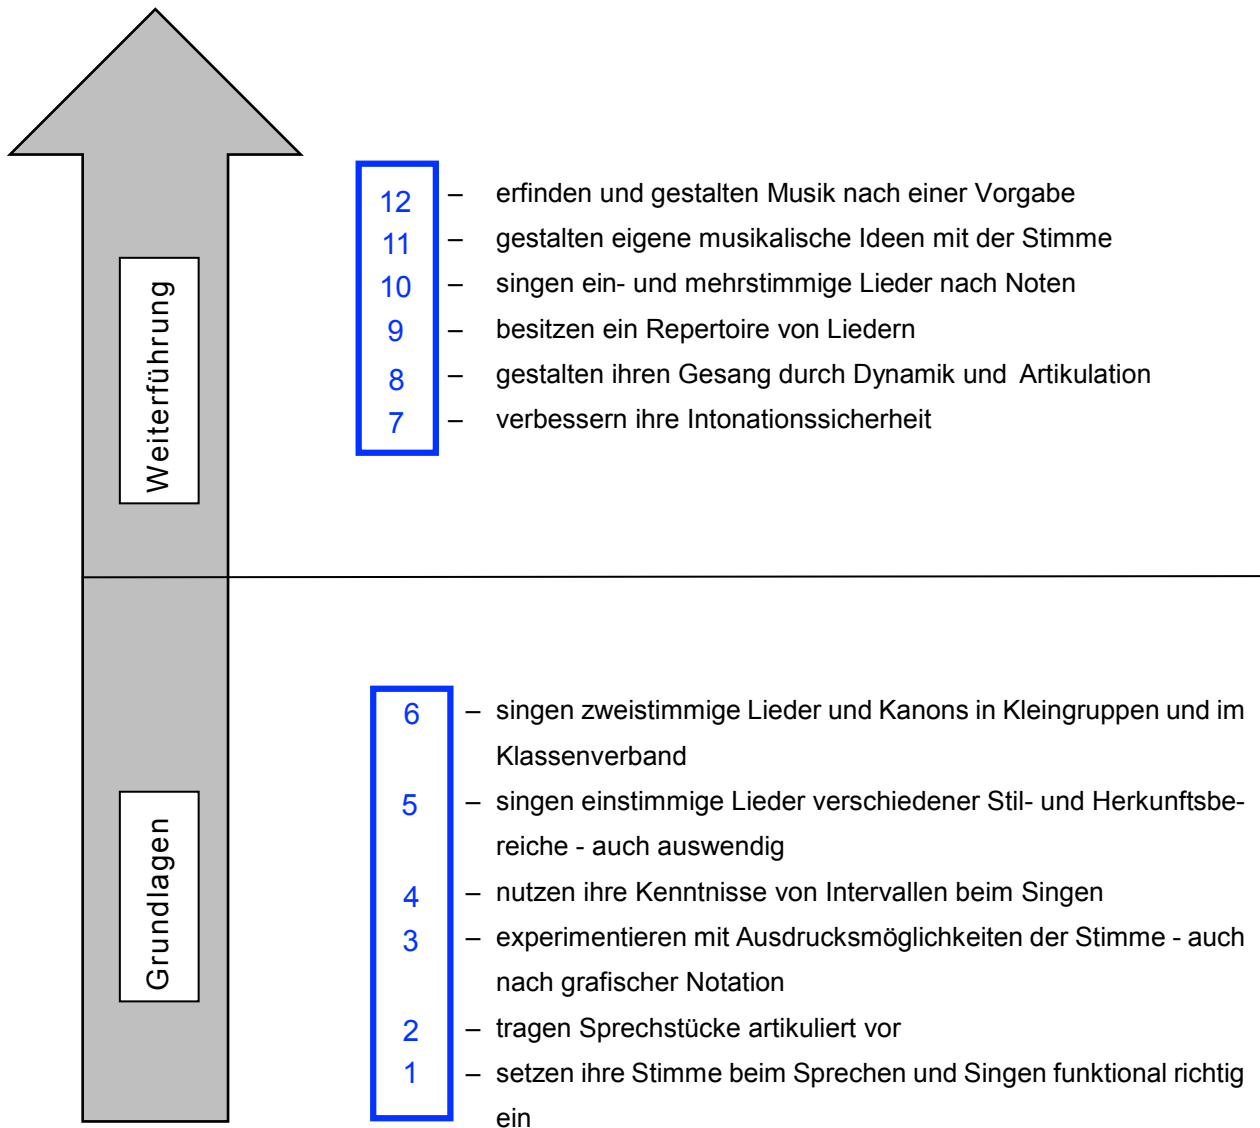 Weiterführung
12 – erfinden und gestalten Musik nach einer Vorgabe
11 – gestalten eigene musikalische Ideen mit der Stimme
10 – singen ein- und mehrstimmige Lieder nach Noten
9 – besitzen ein Repertoire von Liedern
8 – gestalten ihren Gesang durch Dynamik und Artikulation
7 – verbessern ihre Intonationssicherheit
Grundlagen
6 – singen zweistimmige Lieder und Kanons in Kleingruppen und im
Klassenverband
5 – singen einstimmige Lieder verschiedener Stil- und Herkunftsbe-
reiche - auch auswendig
4 – nutzen ihre Kenntnisse von Intervallen beim Singen
3 – experimentieren mit Ausdrucksmöglichkeiten der Stimme - auch
nach grafischer Notation
2 – tragen Sprechstücke artikuliert vor
1 – setzen ihre Stimme beim Sprechen und Singen funktional richtig
ein